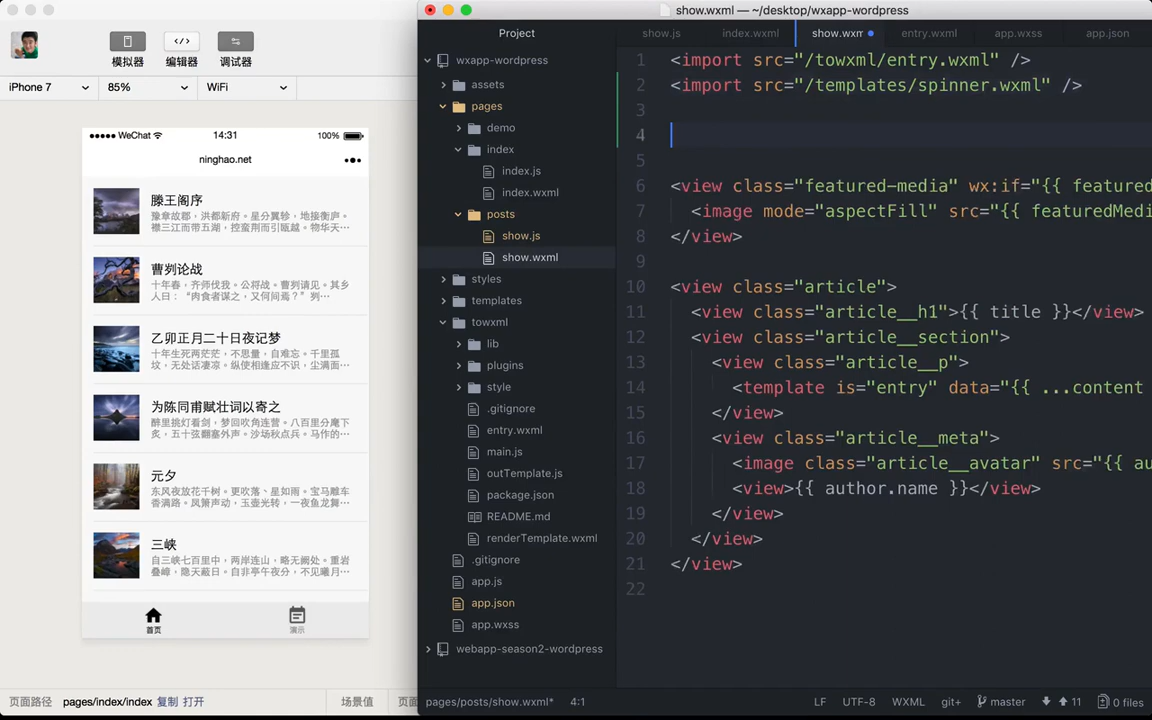 模拟器
编辑器
调试器
iPhone 7
85%
WiFi
WeChat
14:31
100%
ninghao.net
滕王阁序
豫章故郡，洪都新府。星分翼轸，地接衡庐。
襟三江而带五湖，控蛮荆而引瓯越。物华天…
曹刿论战
十年春，齐师伐我。公将战。曹刿请见。其乡
人曰：“肉食者谋之，又何间焉？”刿…
乙卯正月二十日夜记梦
十年生死两茫茫，不思量，自难忘。千里孤
坟，无处话凄凉。纵使相逢应不识，尘满面…
为陈同甫赋壮词以寄之
醉里挑灯看剑，梦回吹角连营。八百里分麾下
炙，五十弦翻塞外声。沙场秋点兵。马作的…
元夕
东风夜放花千树。更吹落、星如雨。宝马雕车
香满路。凤箫声动，玉壶光转，一夜鱼龙舞…
三峡
自三峡七百里中，两岸连山，略无阙处。重岩
叠嶂，隐天蔽日。自非亭午夜分，不见曦月…
首页
演示
页面路径 pages/index/index 复制 打开
场景值
页面
show.wxml — ~/desktop/wxapp-wordpress
Project
show.js
index.wxml
show.wxm
entry.wxml
app.wxss
app.json
wxapp-wordpress
assets
pages
demo
index
index.js
index.wxml
posts
show.js
show.wxml
styles
templates
towxml
lib
plugins
style
.gitignore
entry.wxml
main.js
outTemplate.js
package.json
README.md
renderTemplate.wxml
.gitignore
app.js
app.json
app.wxss
webapp-season2-wordpress
1 <import src="/towxml/entry.wxml" />
2 <import src="/templates/spinner.wxml" />
3
4
5
6 <view class="featured-media" wx:if="{{ featured
7 <image mode="aspectFill" src="{{ featuredMedi
8 </view>
9
10 <view class="article">
11 <view class="article__h1">{{ title }}</view>
12 <view class="article__section">
13 <view class="article__p">
14 <template is="entry" data="{{ ...content
15 </view>
16 <view class="article__meta">
17 <image class="article__avatar" src="{{ au
18 <view>{{ author.name }}</view>
19 </view>
20 </view>
21 </view>
22
pages/posts/show.wxml* 4:1
LF UTF-8 WXML git+ master 11 0 files